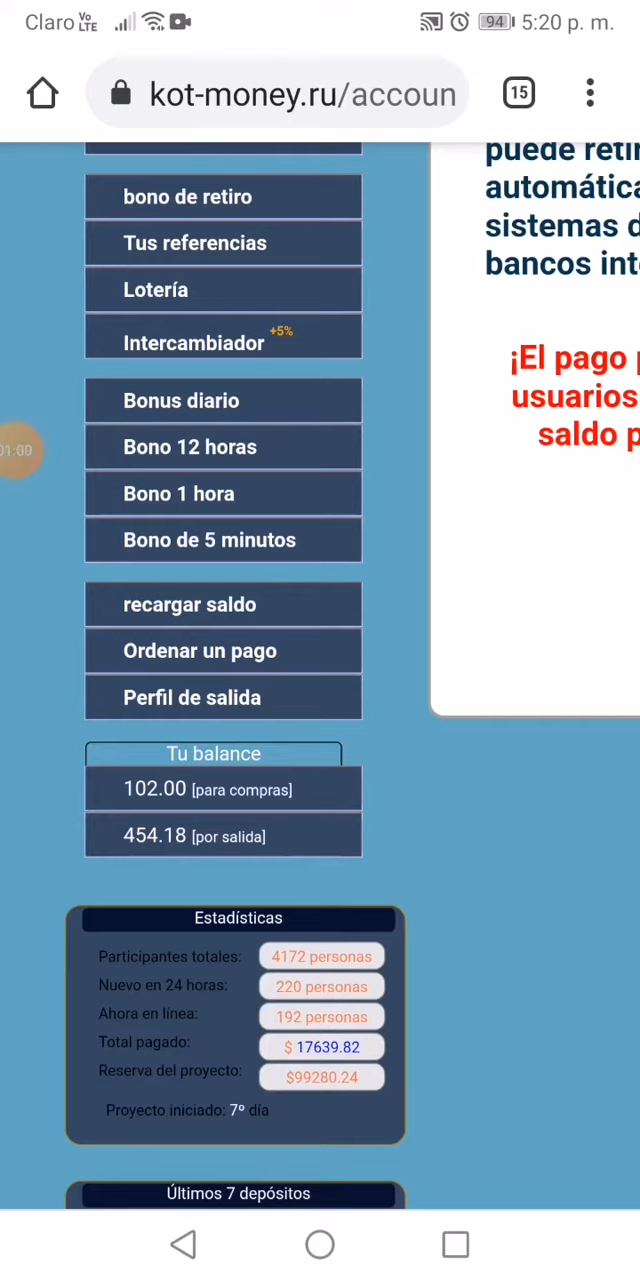 Claro Vo LTE 94 5:20 p. m.
kot-money.ru/accoun 15
bono de retiro
Tus referencias
Lotería
Intercambiador +5%
Bonus diario
Bono 12 horas
Bono 1 hora
Bono de 5 minutos
recargar saldo
Ordenar un pago
Perfil de salida
Tu balance
102.00 [para compras]
454.18 [por salida]
Estadísticas
Participantes totales: 4172 personas
Nuevo en 24 horas: 220 personas
Ahora en línea: 192 personas
Total pagado: $ 17639.82
Reserva del proyecto: $99280.24
Proyecto iniciado: 7º día
Últimos 7 depósitos
puede retir
automática
sistemas d
bancos int
¡El pago p
usuarios
saldo p
01:00